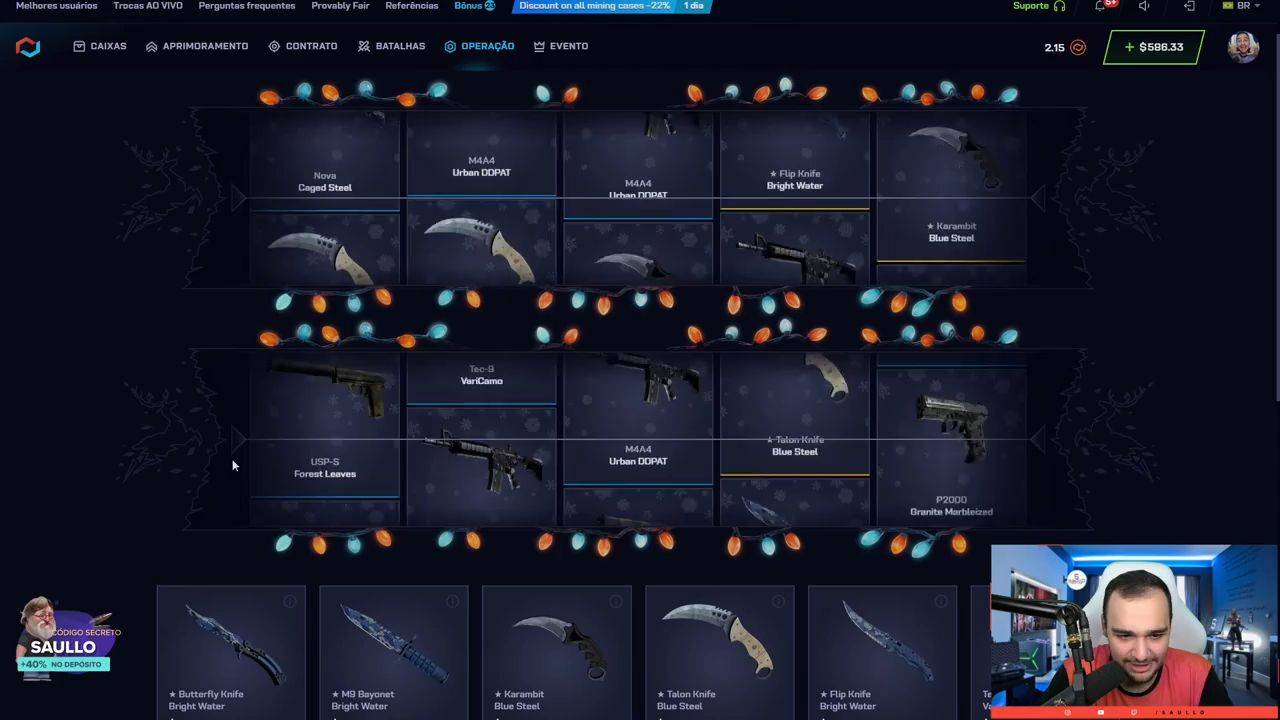 Melhores usuários
Trocas AO VIVO
Perguntas frequentes
Provably Fair
Referências
Bônus 23
Discount on all mining cases -22%
1 dia
Suporte
5+
BR
CAIXAS
APRIMORAMENTO
CONTRATO
BATALHAS
OPERAÇÃO
EVENTO
2.15
+ $586.33
Nova
Caged Steel
M4A4
Urban DDPAT
M4A4
Urban DDPAT
★ Flip Knife
Bright Water
★ Karambit
Blue Steel
USP-S
Forest Leaves
Tec-9
VariCamo
M4A4
Urban DDPAT
★ Talon Knife
Blue Steel
P2000
Granite Marbleized
CÓDIGO SECRETO
SAULLO
+40% NO DEPÓSITO
★ Butterfly Knife
Bright Water
★ M9 Bayonet
Bright Water
★ Karambit
Blue Steel
★ Talon Knife
Blue Steel
★ Flip Knife
Bright Water
/SAULLO